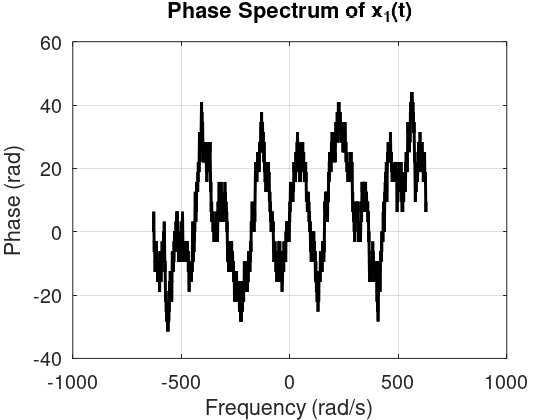 Phase Spectrum of x₁(t)
60
40
20
0
-20
-40
Phase (rad)
-1000 -500 0 500 1000
Frequency (rad/s)